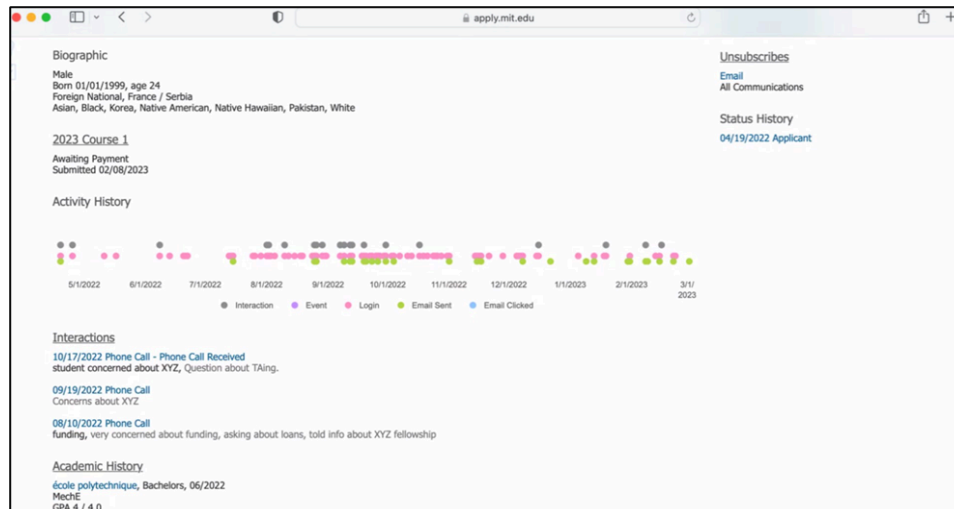 apply.mit.edu
Biographic
Male
Born 01/01/1999, age 24
Foreign National, France / Serbia
Asian, Black, Korea, Native American, Native Hawaiian, Pakistan, White
2023 Course 1
Awaiting Payment
Submitted 02/08/2023
Activity History
5/1/2022 6/1/2022 7/1/2022 8/1/2022 9/1/2022 10/1/2022 11/1/2022 12/1/2022 1/1/2023 2/1/2023 3/1/
2023
Interaction Event Login Email Sent Email Clicked
Interactions
10/17/2022 Phone Call - Phone Call Received
student concerned about XYZ, Question about TAing.
09/19/2022 Phone Call
Concerns about XYZ
08/10/2022 Phone Call
funding, very concerned about funding, asking about loans, told info about XYZ fellowship
Academic History
école polytechnique, Bachelors, 06/2022
MechE
GPA 4 / 4.0
Unsubscribes
Email
All Communications
Status History
04/19/2022 Applicant